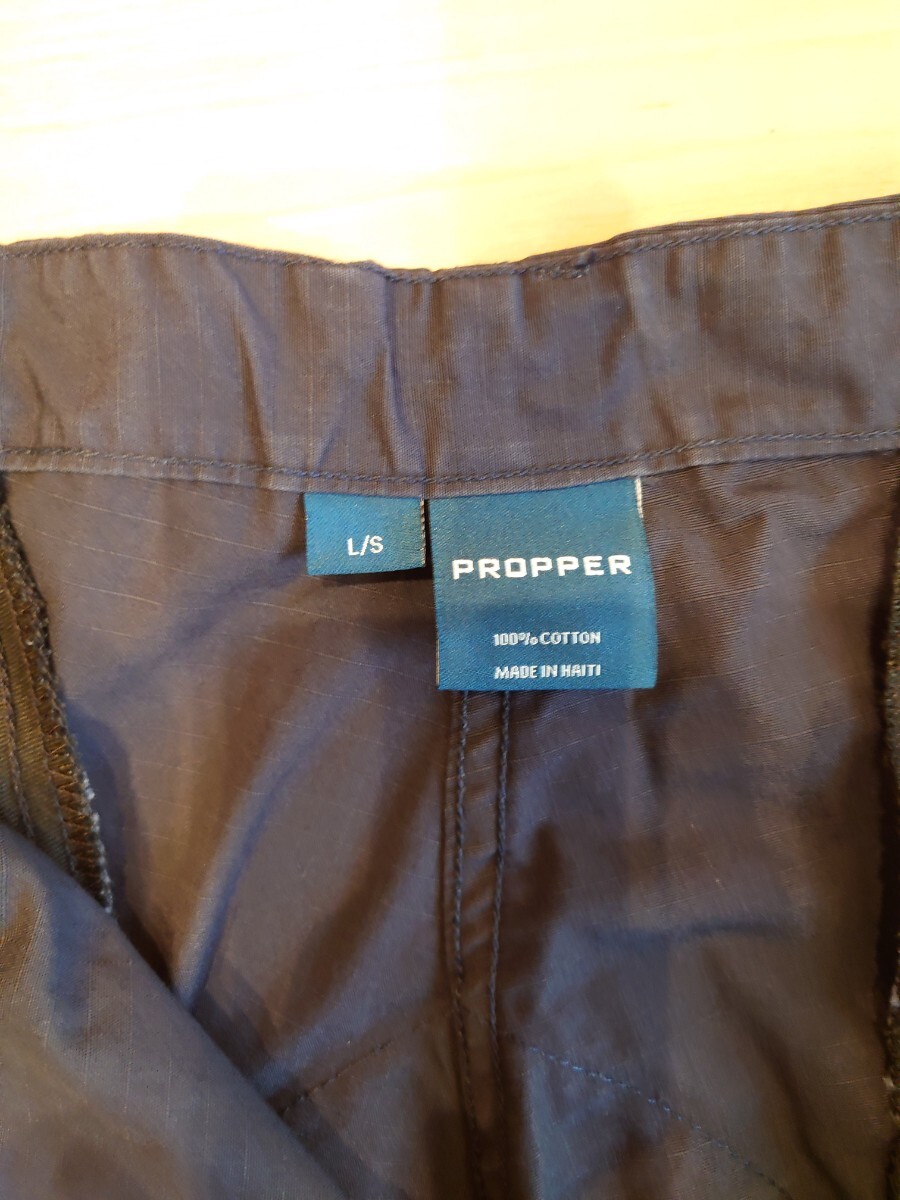 L/S
PROPPER
100% COTTON
MADE IN HAITI